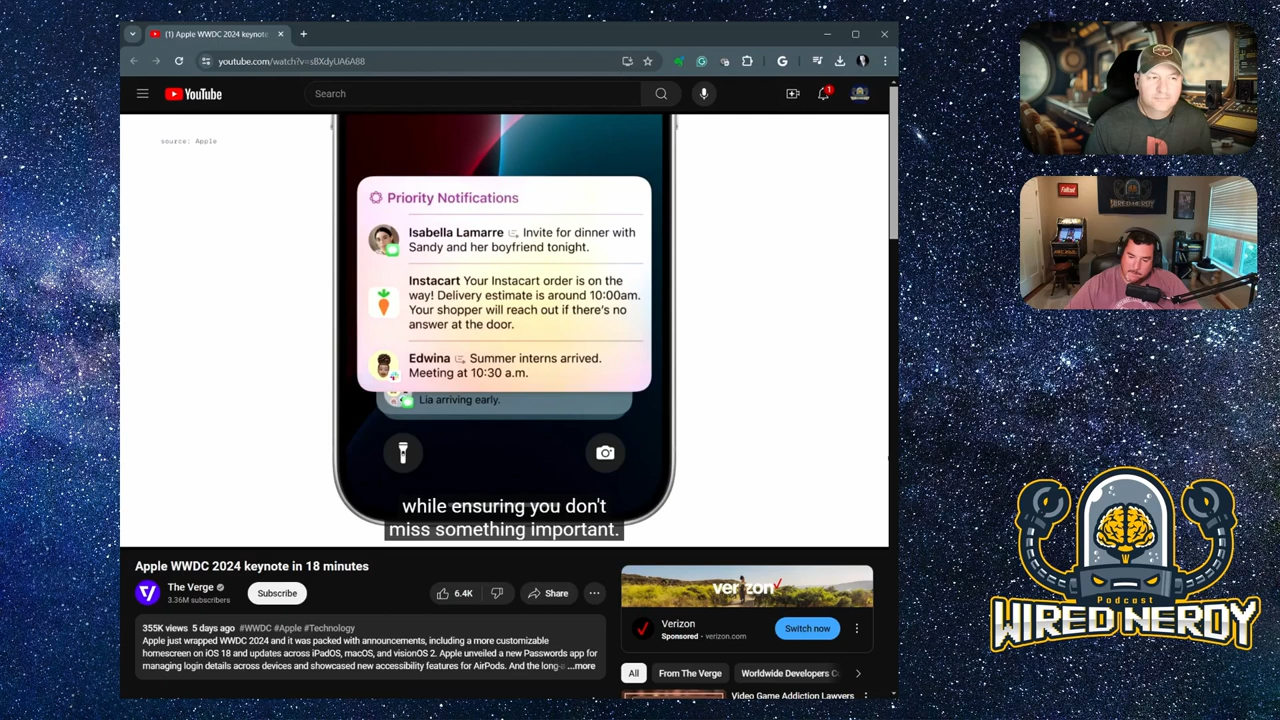 (1) Apple WWDC 2024 keynote
youtube.com/watch?v=sBXdyUA6A88
YouTube
Search
1
source: Apple
Priority Notifications
Isabella Lamarre Invite for dinner with
Sandy and her boyfriend tonight.
Instacart Your Instacart order is on the
way! Delivery estimate is around 10:00am.
Your shopper will reach out if there's no
answer at the door.
Edwina Summer interns arrived.
Meeting at 10:30 a.m.
Lia arriving early.
while ensuring you don't
miss something important.
Apple WWDC 2024 keynote in 18 minutes
The Verge
3.36M subscribers
Subscribe
6.4K
Share
355K views 5 days ago #WWDC #Apple #Technology
Apple just wrapped WWDC 2024 and it was packed with announcements, including a more customizable
homescreen on iOS 18 and updates across iPadOS, macOS, and visionOS 2. Apple unveiled a new Passwords app for
managing login details across devices and showcased new accessibility features for AirPods. And the long-e ...more
verizon
Verizon
Sponsored · verizon.com
Switch now
All
From The Verge
Worldwide Developers Co
Video Game Addiction Lawyers
Fallout
WIRED NERDY
Podcast
WIRED NERDY